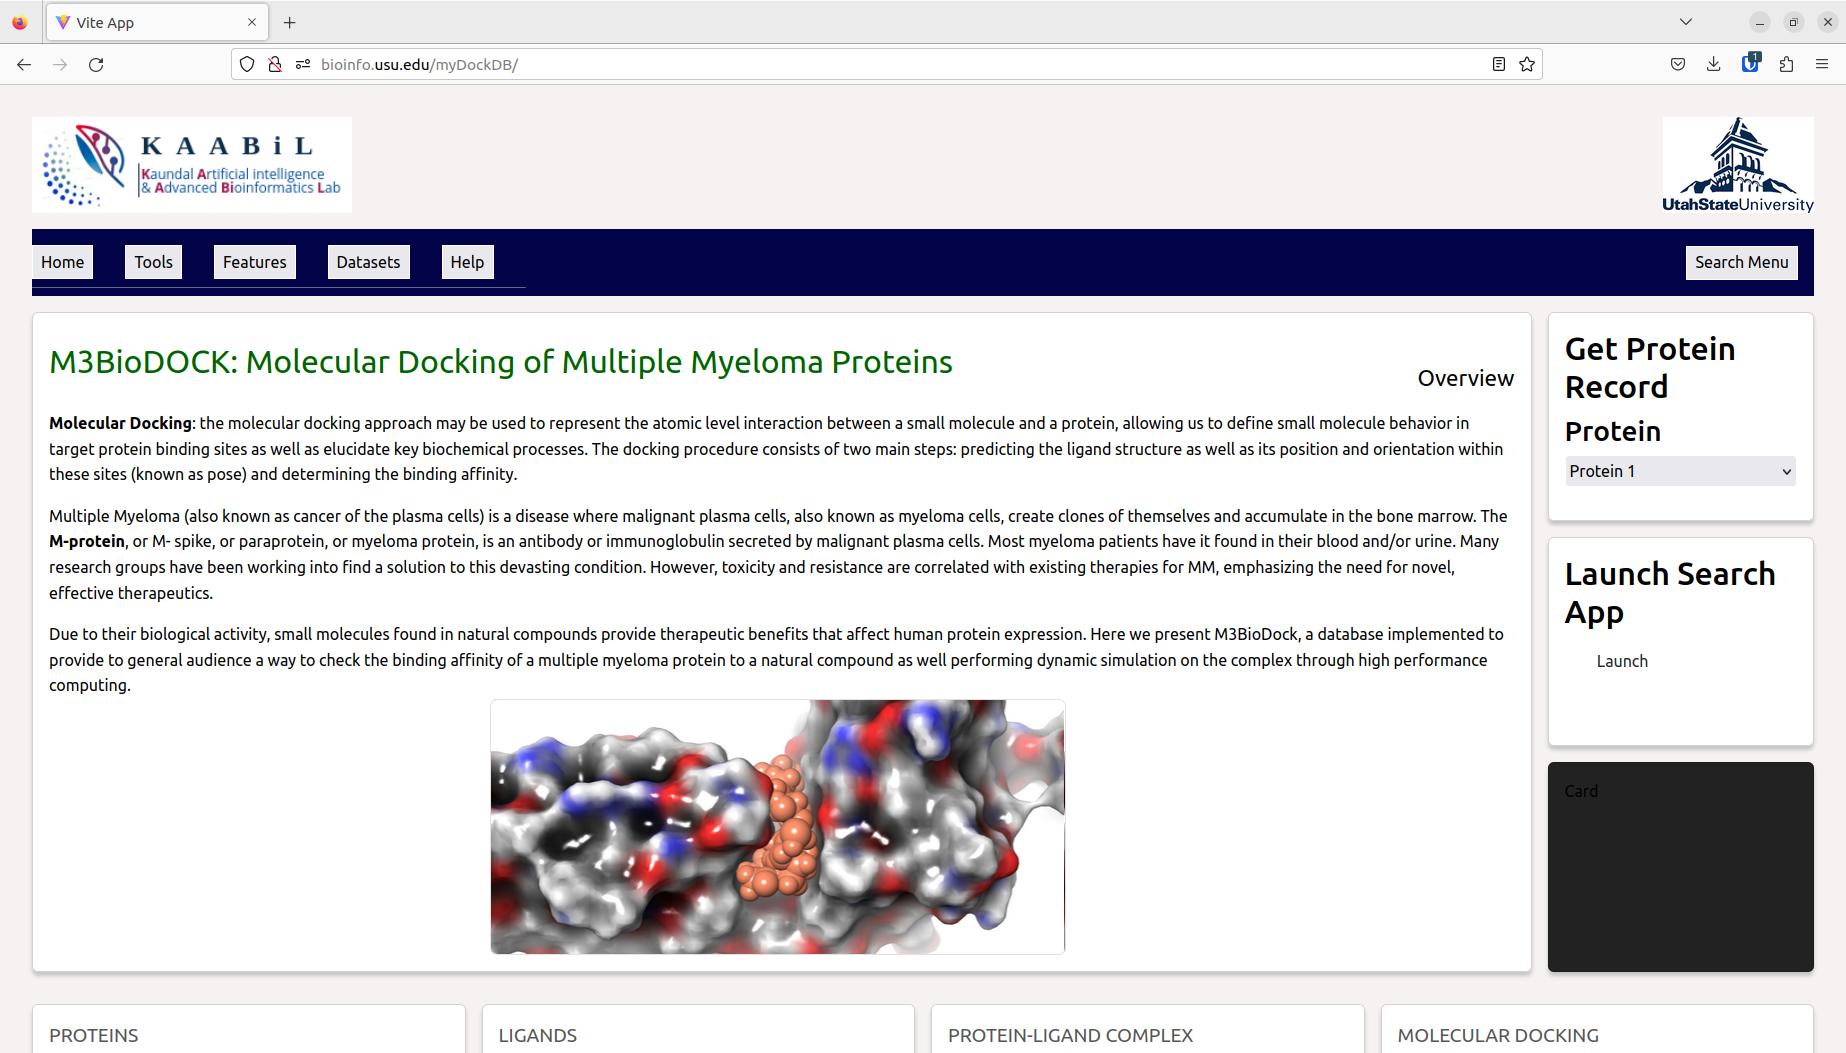 Vite App
bioinfo.usu.edu/myDockDB/
1
K A A B i L
Kaundal Artificial intelligence
& Advanced Bioinformatics Lab
UtahStateUniversity
Home
Tools
Features
Datasets
Help
Search Menu
M3BioDOCK: Molecular Docking of Multiple Myeloma Proteins
Overview
Molecular Docking: the molecular docking approach may be used to represent the atomic level interaction between a small molecule and a protein, allowing us to define small molecule behavior in
target protein binding sites as well as elucidate key biochemical processes. The docking procedure consists of two main steps: predicting the ligand structure as well as its position and orientation within
these sites (known as pose) and determining the binding affinity.
Multiple Myeloma (also known as cancer of the plasma cells) is a disease where malignant plasma cells, also known as myeloma cells, create clones of themselves and accumulate in the bone marrow. The
M-protein, or M- spike, or paraprotein, or myeloma protein, is an antibody or immunoglobulin secreted by malignant plasma cells. Most myeloma patients have it found in their blood and/or urine. Many
research groups have been working into find a solution to this devasting condition. However, toxicity and resistance are correlated with existing therapies for MM, emphasizing the need for novel,
effective therapeutics.
Due to their biological activity, small molecules found in natural compounds provide therapeutic benefits that affect human protein expression. Here we present M3BioDock, a database implemented to
provide to general audience a way to check the binding affinity of a multiple myeloma protein to a natural compound as well performing dynamic simulation on the complex through high performance
computing.
Get Protein
Record
Protein
Protein 1
Launch Search
App
Launch
Card
PROTEINS
LIGANDS
PROTEIN-LIGAND COMPLEX
MOLECULAR DOCKING